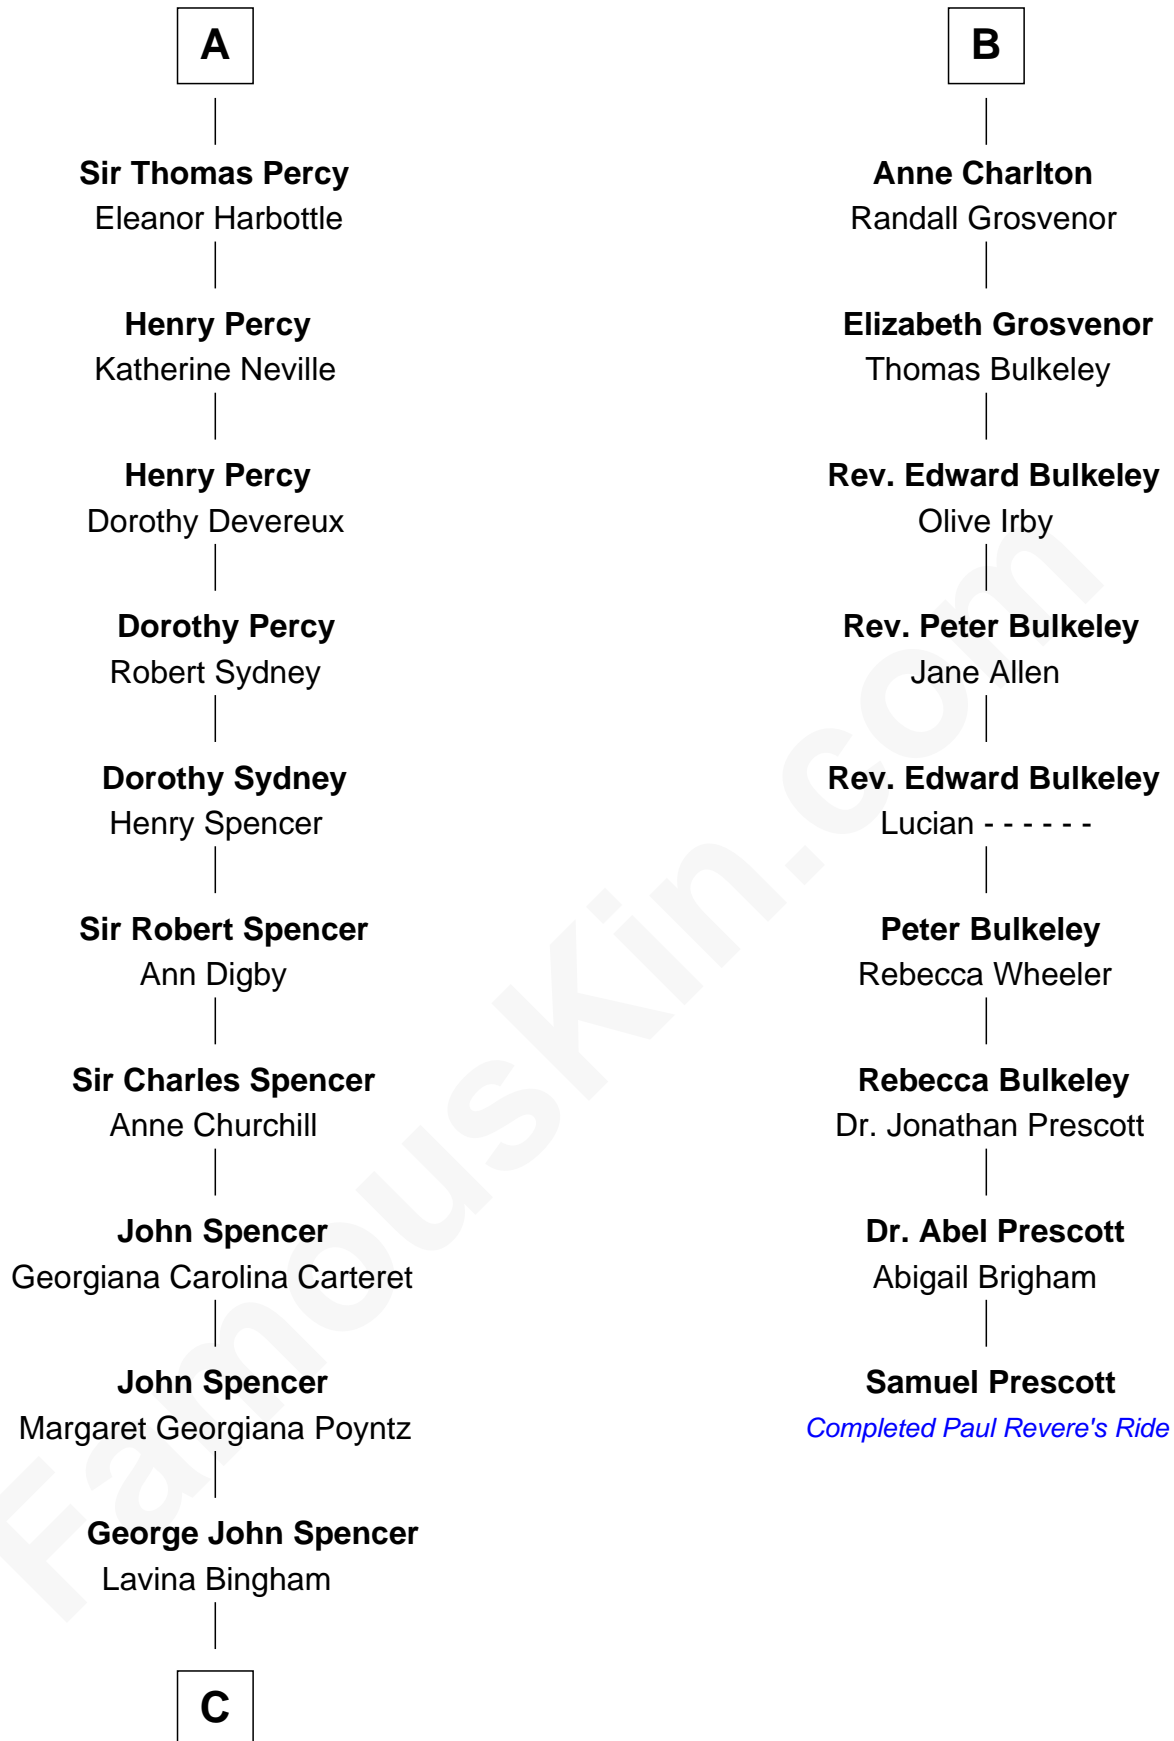 A
Sir Thomas Percy
Eleanor Harbottle
Henry Percy
Katherine Neville
Henry Percy
Dorothy Devereux
Dorothy Percy
Robert Sydney
Dorothy Sydney
Henry Spencer
Sir Robert Spencer
Ann Digby
Sir Charles Spencer
Anne Churchill
John Spencer
Georgiana Carolina Carteret
John Spencer
Margaret Georgiana Poyntz
George John Spencer
Lavina Bingham
C
B
Anne Charlton
Randall Grosvenor
Elizabeth Grosvenor
Thomas Bulkeley
Rev. Edward Bulkeley
Olive Irby
Rev. Peter Bulkeley
Jane Allen
Rev. Edward Bulkeley
Lucian - - - - - -
Peter Bulkeley
Rebecca Wheeler
Rebecca Bulkeley
Dr. Jonathan Prescott
Dr. Abel Prescott
Abigail Brigham
Samuel Prescott
Completed Paul Revere's Ride
FamousKin.com